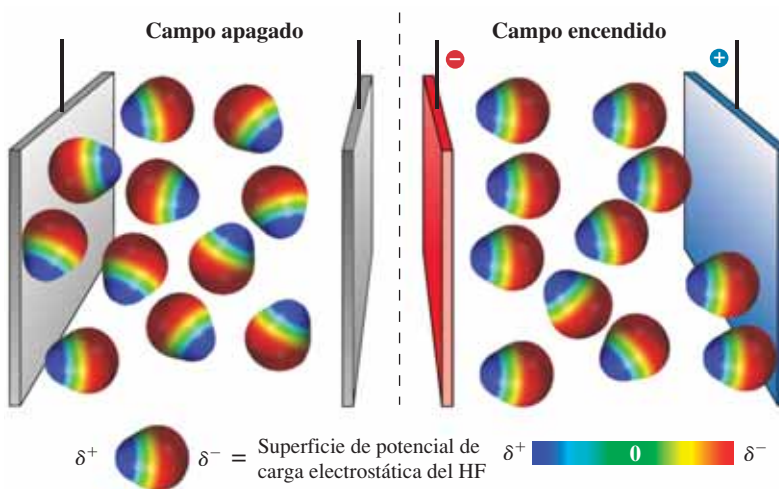 Campo apagado
Campo encendido
−
+
δ+ δ− = Superficie de potencial de
carga electrostática del HF
δ+ 0 δ−